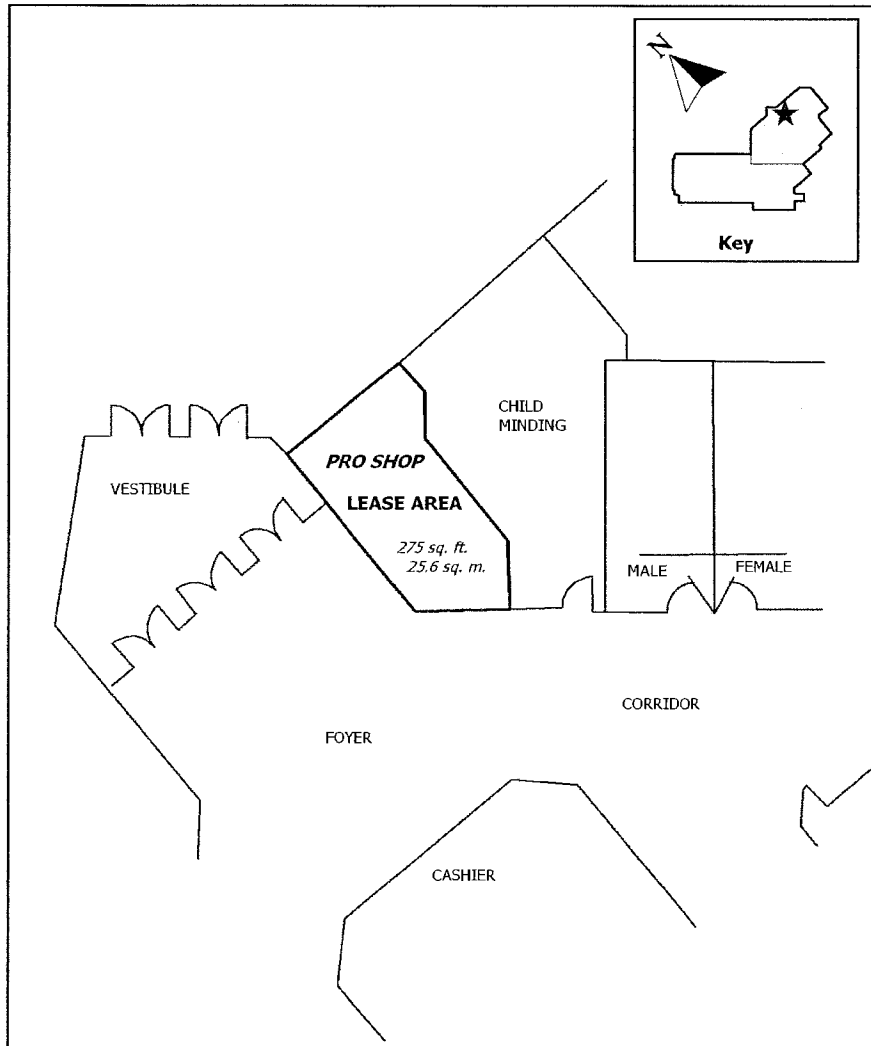 N
Key
CHILD
MINDING
PRO SHOP
VESTIBULE
LEASE AREA
275 sq. ft.
25.6 sq. m.
MALE
FEMALE
CORRIDOR
FOYER
CASHIER